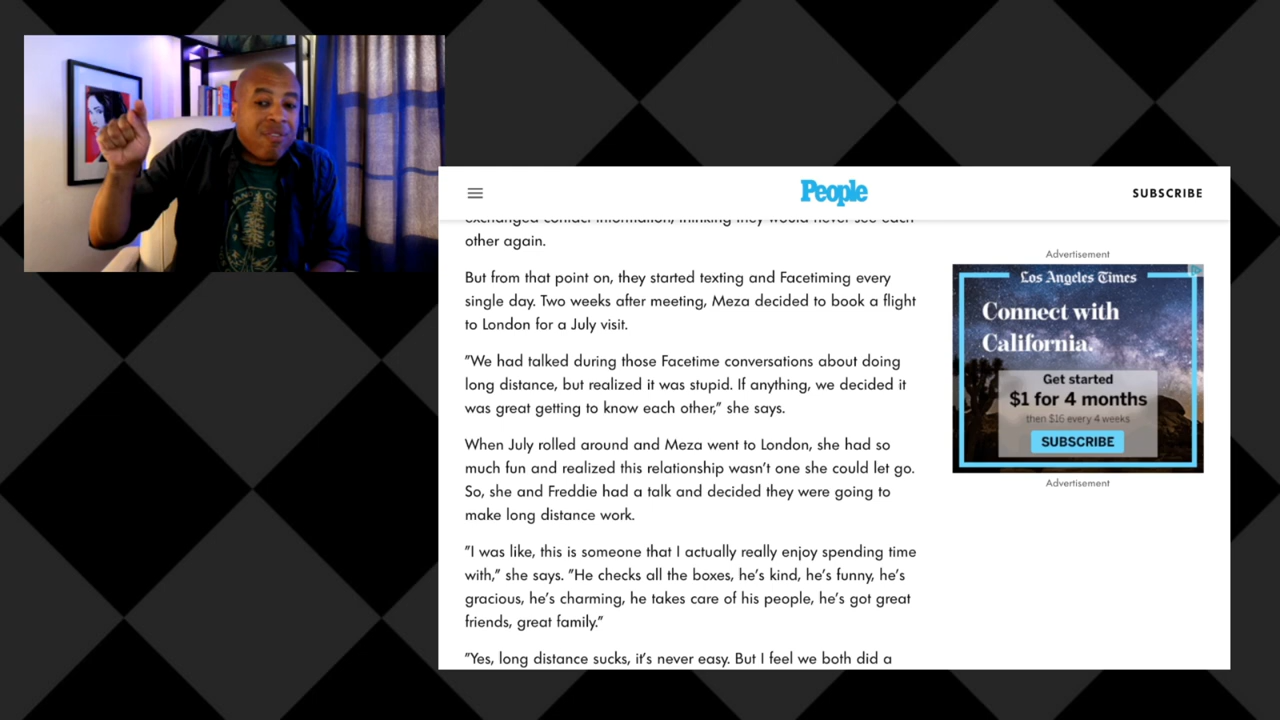 People
SUBSCRIBE
exchanged contact information, thinking they would never see each
other again.
But from that point on, they started texting and Facetiming every
single day. Two weeks after meeting, Meza decided to book a flight
to London for a July visit.
"We had talked during those Facetime conversations about doing
long distance, but realized it was stupid. If anything, we decided it
was great getting to know each other," she says.
When July rolled around and Meza went to London, she had so
much fun and realized this relationship wasn't one she could let go.
So, she and Freddie had a talk and decided they were going to
make long distance work.
"I was like, this is someone that I actually really enjoy spending time
with," she says. "He checks all the boxes, he's kind, he's funny, he's
gracious, he's charming, he takes care of his people, he's got great
friends, great family."
"Yes, long distance sucks, it's never easy. But I feel we both did a
Advertisement
Los Angeles Times
Connect with
California.
Get started
$1 for 4 months
then $16 every 4 weeks
SUBSCRIBE
Advertisement